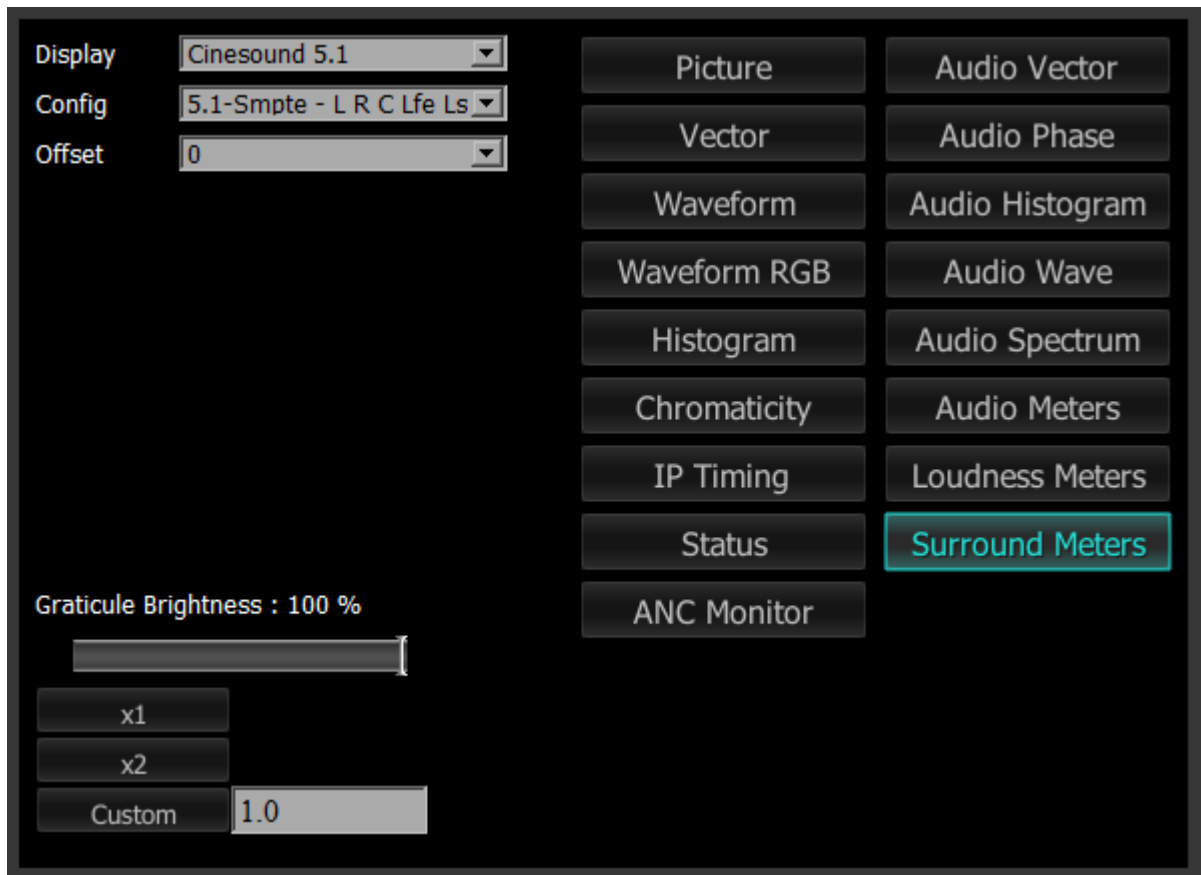 Display Cinesound 5.1
Config 5.1-Smpte - L R C Lfe Ls
Offset 0
Graticule Brightness : 100 %
x1
x2
Custom 1.0
Picture Audio Vector
Vector Audio Phase
Waveform Audio Histogram
Waveform RGB Audio Wave
Histogram Audio Spectrum
Chromaticity Audio Meters
IP Timing Loudness Meters
Status Surround Meters
ANC Monitor